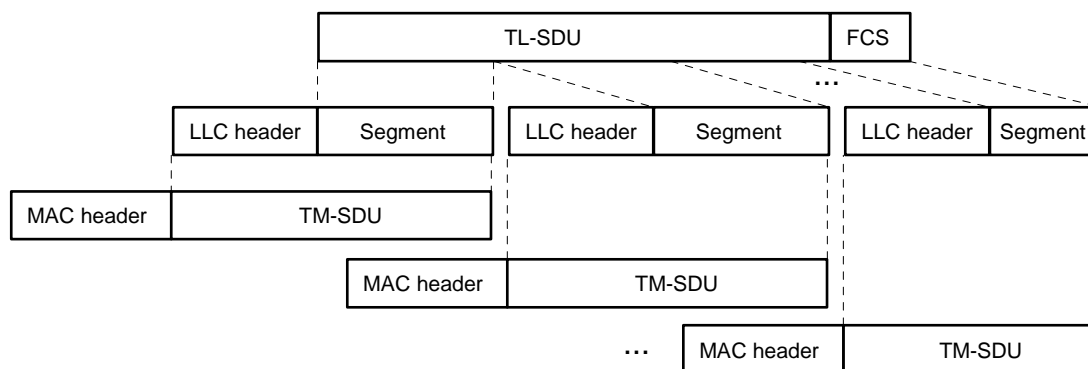 TL-SDU FCS
...
LLC header Segment LLC header Segment LLC header Segment
MAC header TM-SDU
MAC header TM-SDU
... MAC header TM-SDU